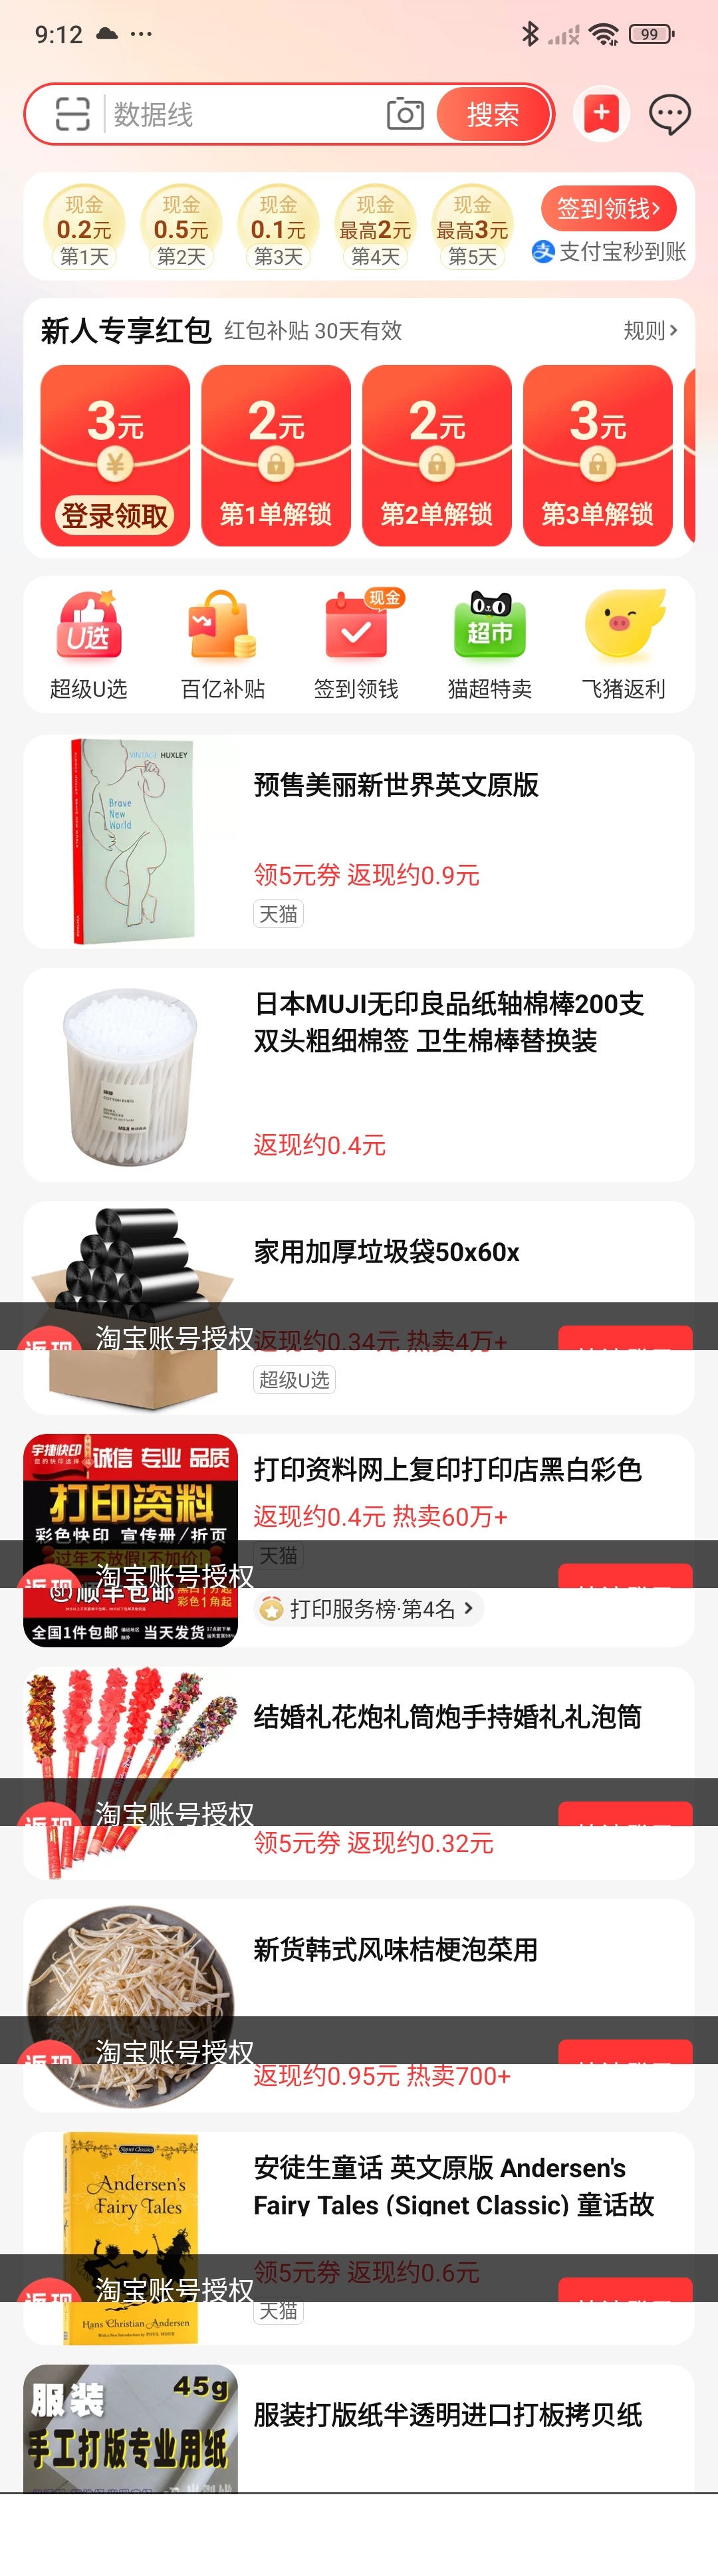 9:12
99
数据线
搜索
现金 现金 现金 现金 现金
0.2元 0.5元 0.1元 最高2元 最高3元
第1天 第2天 第3天 第4天 第5天
签到领钱
支付宝秒到账
新人专享红包 红包补贴 30天有效 规则
3元 2元 2元 3元
登录领取 第1单解锁 第2单解锁 第3单解锁
U选 现金 超市
超级U选 百亿补贴 签到领钱 猫超特卖 飞猪返利
VINTAGE HUXLEY
Brave
New
World
预售美丽新世界英文原版
领5元券 返现约0.9元
天猫
日本MUJI无印良品纸轴棉棒200支
双头粗细棉签 卫生棉棒替换装
返现约0.4元
家用加厚垃圾袋50x60x
返现 淘宝账号授权
返现约0.34元 热卖4万+
超级U选
宇捷快印
您的快印选择
诚信 专业 品质
打印资料
彩色快印 宣传册/折页
过年不放假!不加价!
打印资料网上复印打印店黑白彩色
返现约0.4元 热卖60万+
天猫
返现 淘宝账号授权
顺丰包邮
彩色1角起
全国1件包邮 当天发货
打印服务榜·第4名
结婚礼花炮礼筒炮手持婚礼礼泡筒
返现 淘宝账号授权
领5元券 返现约0.32元
新货韩式风味桔梗泡菜用
返现 淘宝账号授权
返现约0.95元 热卖700+
Signet Classics
Andersen's
Fairy Tales
安徒生童话 英文原版 Andersen's
Fairy Tales (Signet Classic) 童话故
领5元券 返现约0.6元
返现 淘宝账号授权
天猫
Hans Christian Andersen
服装
45g
手工打版专业用纸
服装打版纸半透明进口打板拷贝纸